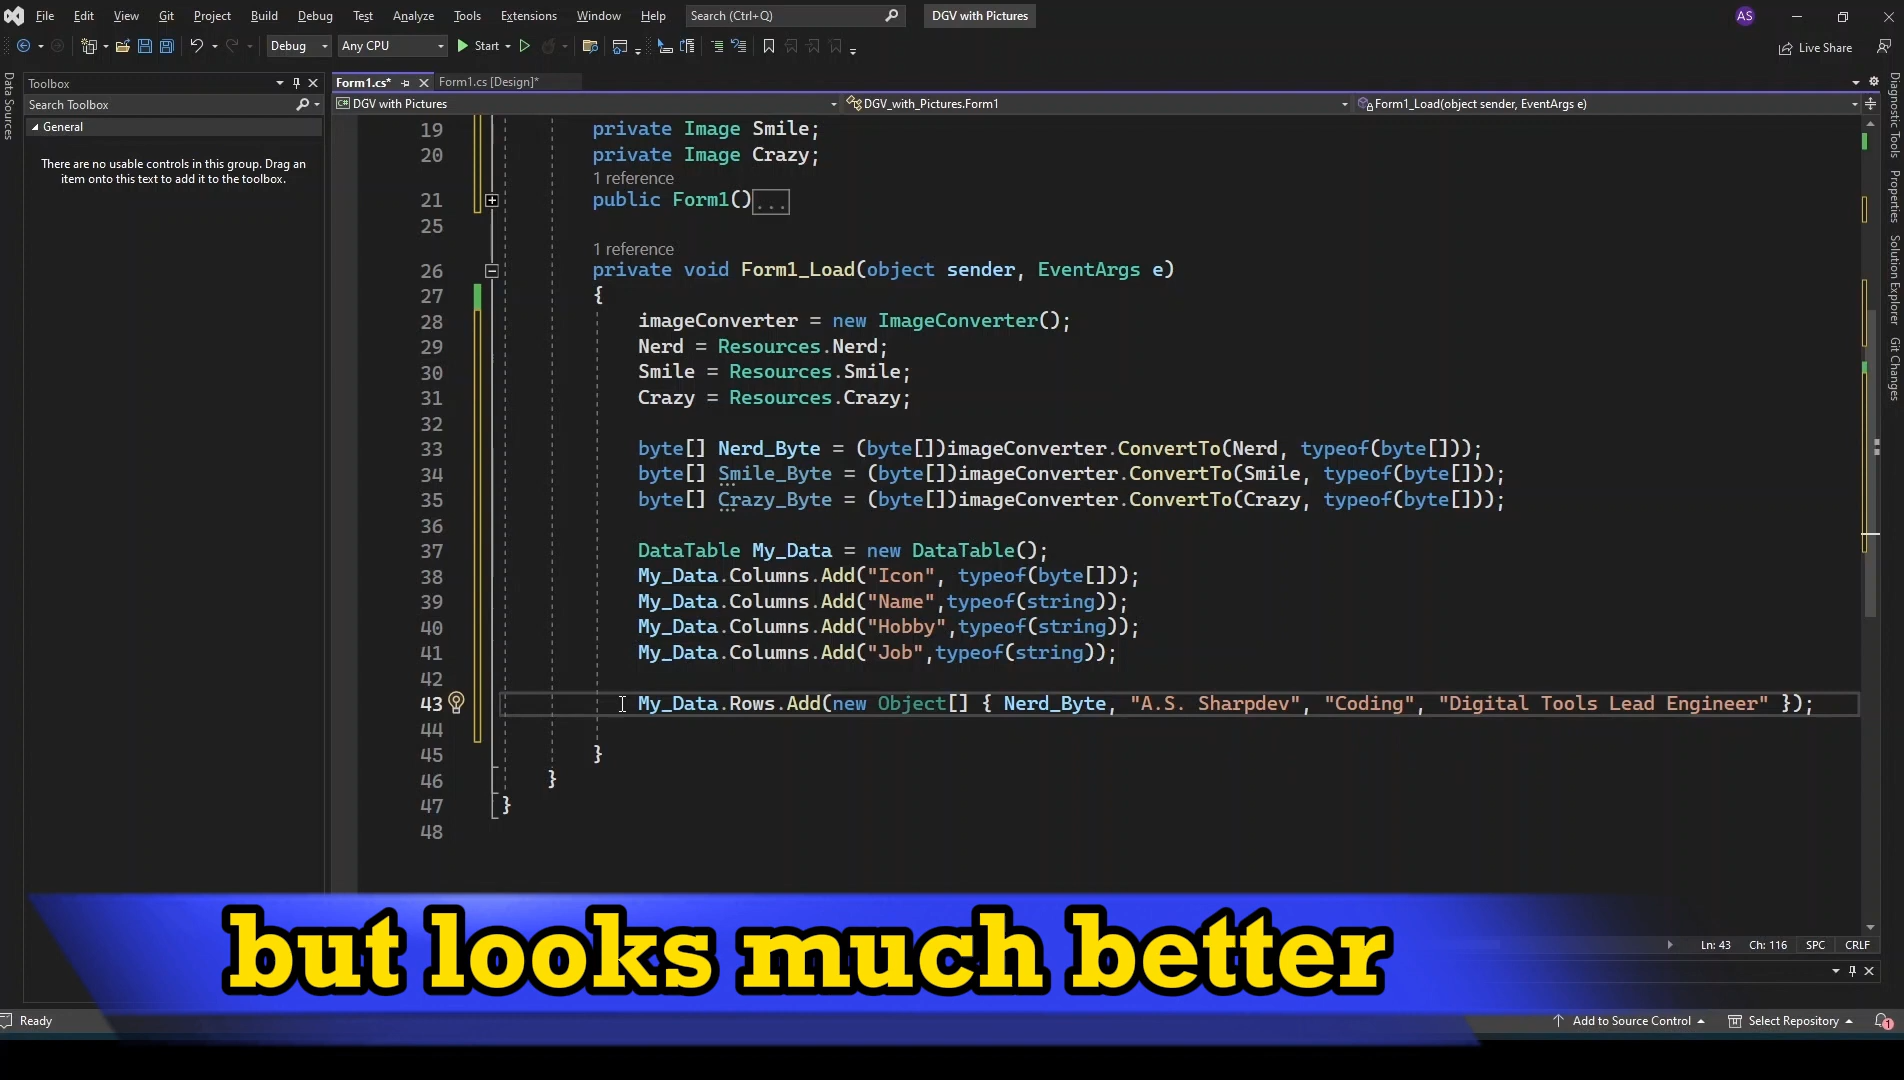 File Edit View Git Project Build Debug Test Analyze Tools Extensions Window Help Search (Ctrl+Q) DGV with Pictures AS
Debug Any CPU Start Live Share
Data Sources
Toolbox
Search Toolbox
General
There are no usable controls in this group. Drag an
item onto this text to add it to the toolbox.
Form1.cs* Form1.cs [Design]*
DGV with Pictures DGV_with_Pictures.Form1 Form1_Load(object sender, EventArgs e)
19 private Image Smile;
20 private Image Crazy;
1 reference
21 public Form1()...
25
1 reference
26 private void Form1_Load(object sender, EventArgs e)
27 {
28 imageConverter = new ImageConverter();
29 Nerd = Resources.Nerd;
30 Smile = Resources.Smile;
31 Crazy = Resources.Crazy;
32
33 byte[] Nerd_Byte = (byte[])imageConverter.ConvertTo(Nerd, typeof(byte[]));
34 byte[] Smile_Byte = (byte[])imageConverter.ConvertTo(Smile, typeof(byte[]));
35 byte[] Crazy_Byte = (byte[])imageConverter.ConvertTo(Crazy, typeof(byte[]));
36
37 DataTable My_Data = new DataTable();
38 My_Data.Columns.Add("Icon", typeof(byte[]));
39 My_Data.Columns.Add("Name",typeof(string));
40 My_Data.Columns.Add("Hobby",typeof(string));
41 My_Data.Columns.Add("Job",typeof(string));
42
43 My_Data.Rows.Add(new Object[] { Nerd_Byte, "A.S. Sharpdev", "Coding", "Digital Tools Lead Engineer" });
44
45 }
46 }
47 }
48
Diagnostic Tools
Properties
Solution Explorer
Git Changes
Ln: 43 Ch: 116 SPC CRLF
but looks much better
Ready Add to Source Control Select Repository 1